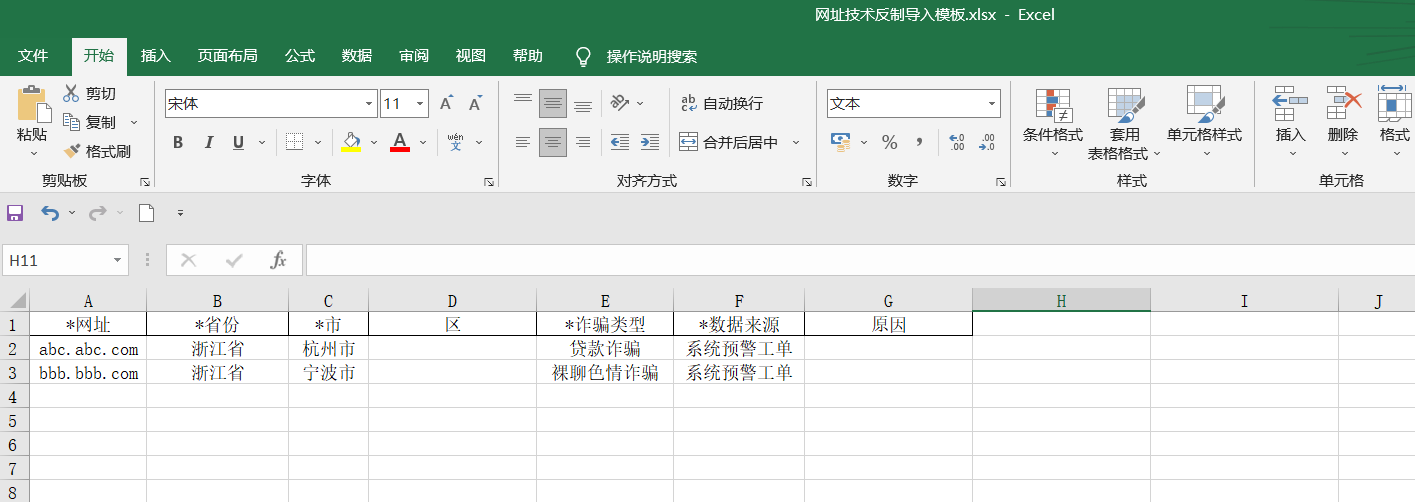 网址技术反制导入模板.xlsx - Excel
文件 开始 插入 页面布局 公式 数据 审阅 视图 帮助 操作说明搜索
粘贴 剪切 复制 格式刷
宋体 11 A A
B I U A wén 文
ab c 自动换行
合并后居中
文本
% , .00 .00
条件格式 套用 表格格式 单元格样式
插入 删除 格式
剪贴板 字体 对齐方式 数字 样式 单元格
H11 fx
A B C D E F G H I J
1 *网址 *省份 *市 区 *诈骗类型 *数据来源 原因
2 abc.abc.com 浙江省 杭州市 贷款诈骗 系统预警工单
3 bbb.bbb.com 浙江省 宁波市 裸聊色情诈骗 系统预警工单
4
5
6
7
8